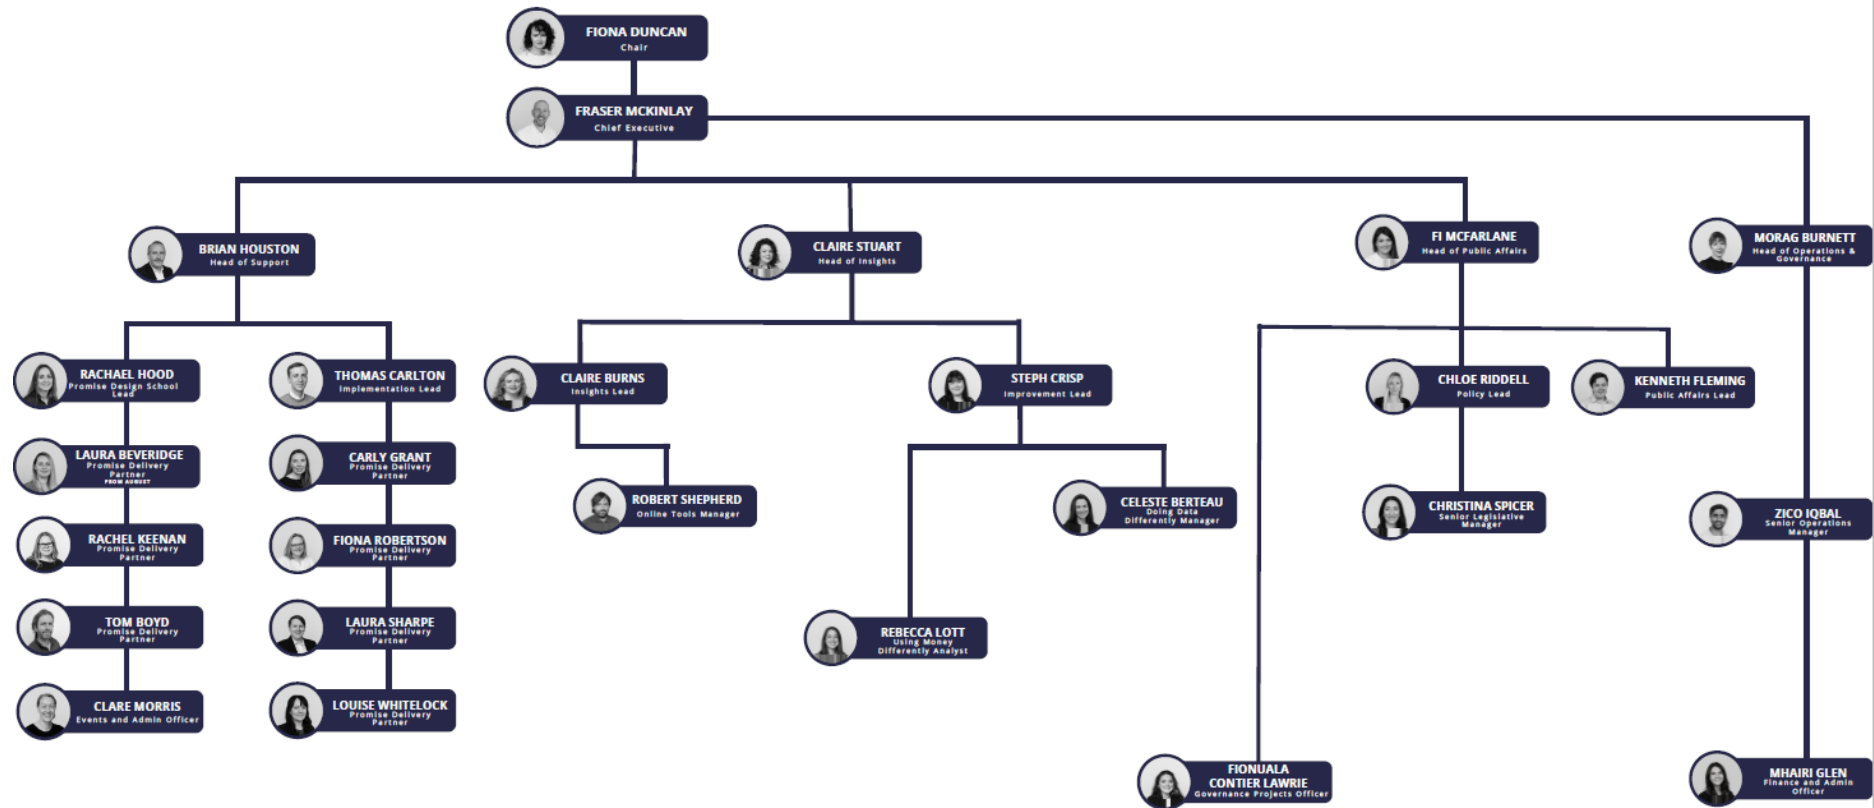 FIONA DUNCAN
Chair
FRASER MCKINLAY
Chief Executive
BRIAN HOUSTON
Head of Support
CLAIRE STUART
Head of Insights
FI MCFARLANE
Head of Public Affairs
MORAG BURNETT
Head of Operations &
Governance
RACHAEL HOOD
Promise Design School
Lead
THOMAS CARLTON
Implementation Lead
CLAIRE BURNS
Insights Lead
STEPH CRISP
Improvement Lead
CHLOE RIDDELL
Policy Lead
KENNETH FLEMING
Public Affairs Lead
LAURA BEVERIDGE
Promise Delivery
Partner
FROM AUGUST
CARLY GRANT
Promise Delivery
Partner
ROBERT SHEPHERD
Online Tools Manager
CELESTE BERTEAU
Doing Data
Differently Manager
CHRISTINA SPICER
Senior Legislative
Manager
ZICO IQBAL
Senior Operations
Manager
RACHEL KEENAN
Promise Delivery
Partner
FIONA ROBERTSON
Promise Delivery
Partner
TOM BOYD
Promise Delivery
Partner
LAURA SHARPE
Promise Delivery
Partner
REBECCA LOTT
Using Money
Differently Analyst
CLARE MORRIS
Events and Admin Officer
LOUISE WHITELOCK
Promise Delivery
Partner
FIONUALA
CONTIER LAWRIE
Governance Projects Officer
MHAIRI GLEN
Finance and Admin
Officer